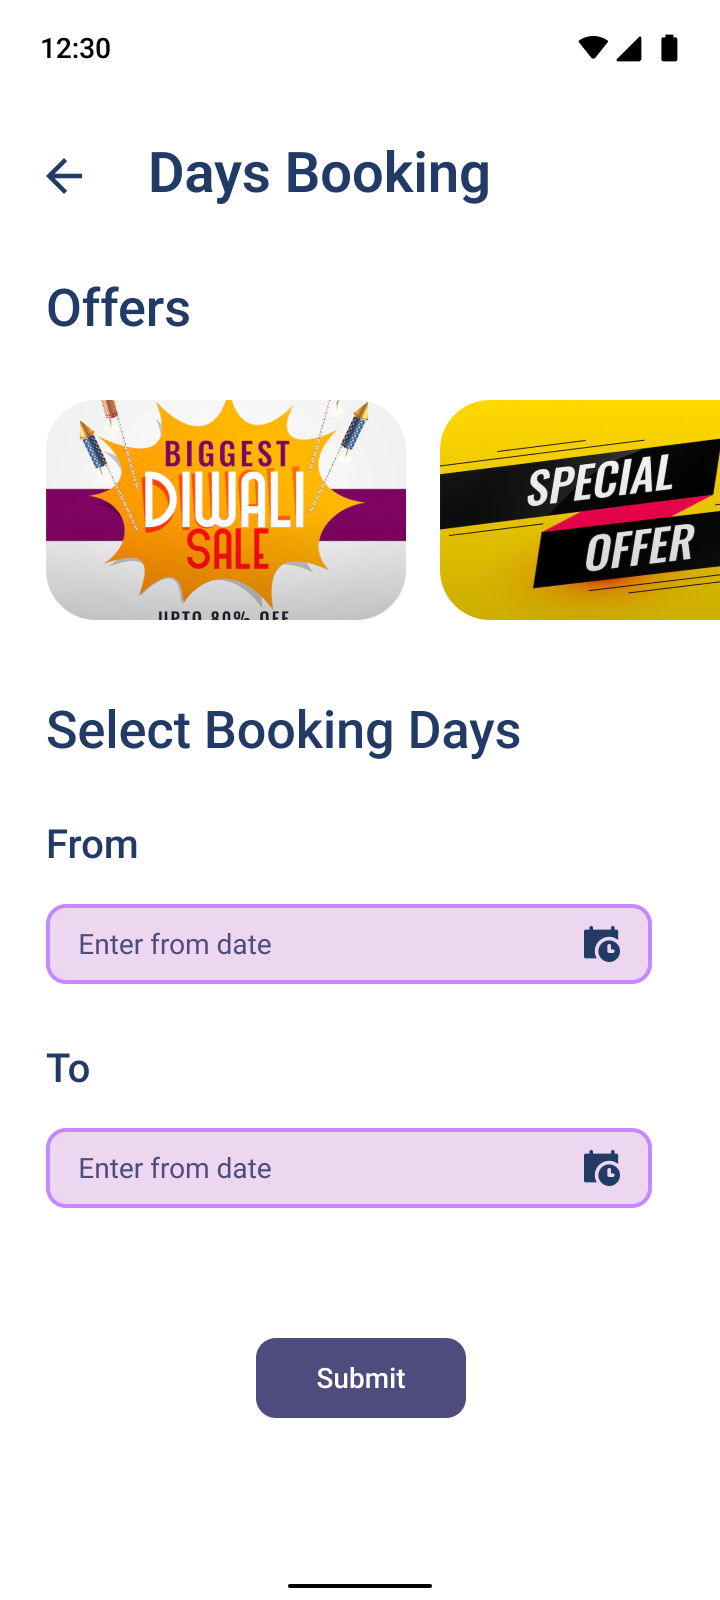 12:30
Days Booking
Offers
BIGGEST
DIWALI
SALE
UPTO 80% OFF
SPECIAL
OFFER
Select Booking Days
From
Enter from date
To
Enter from date
Submit